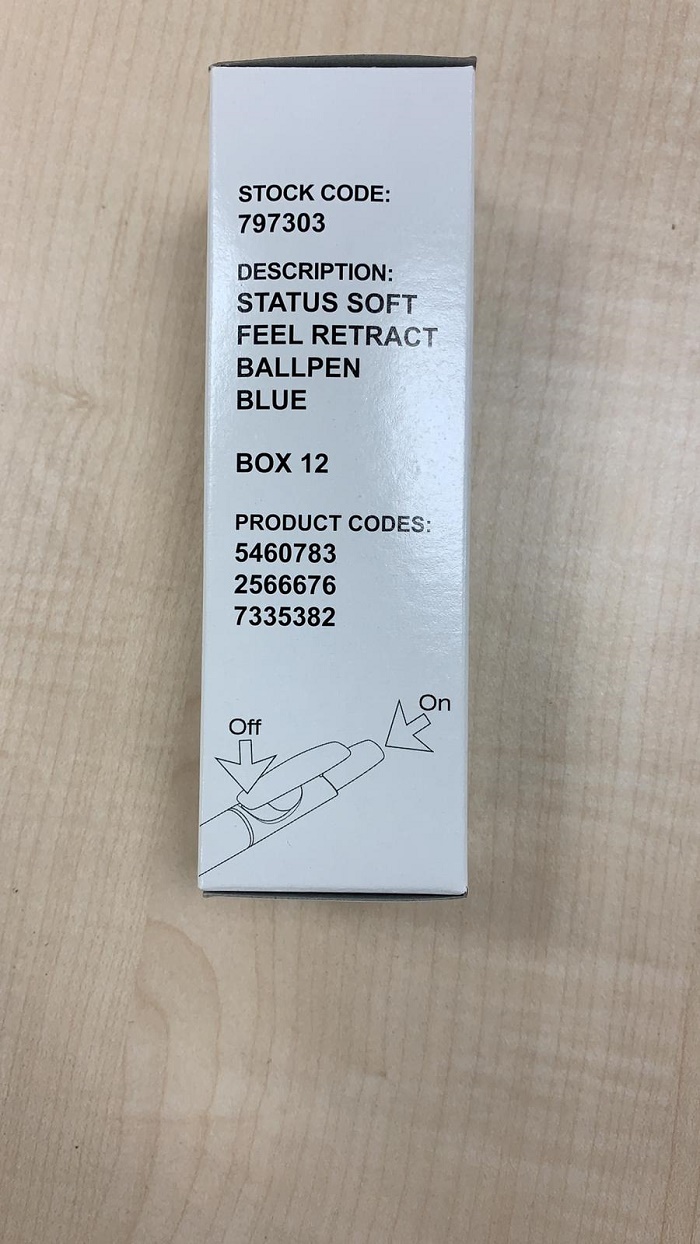 STOCK CODE:
797303
DESCRIPTION:
STATUS SOFT
FEEL RETRACT
BALLPEN
BLUE
BOX 12
PRODUCT CODES:
5460783
2566676
7335382
On
Off